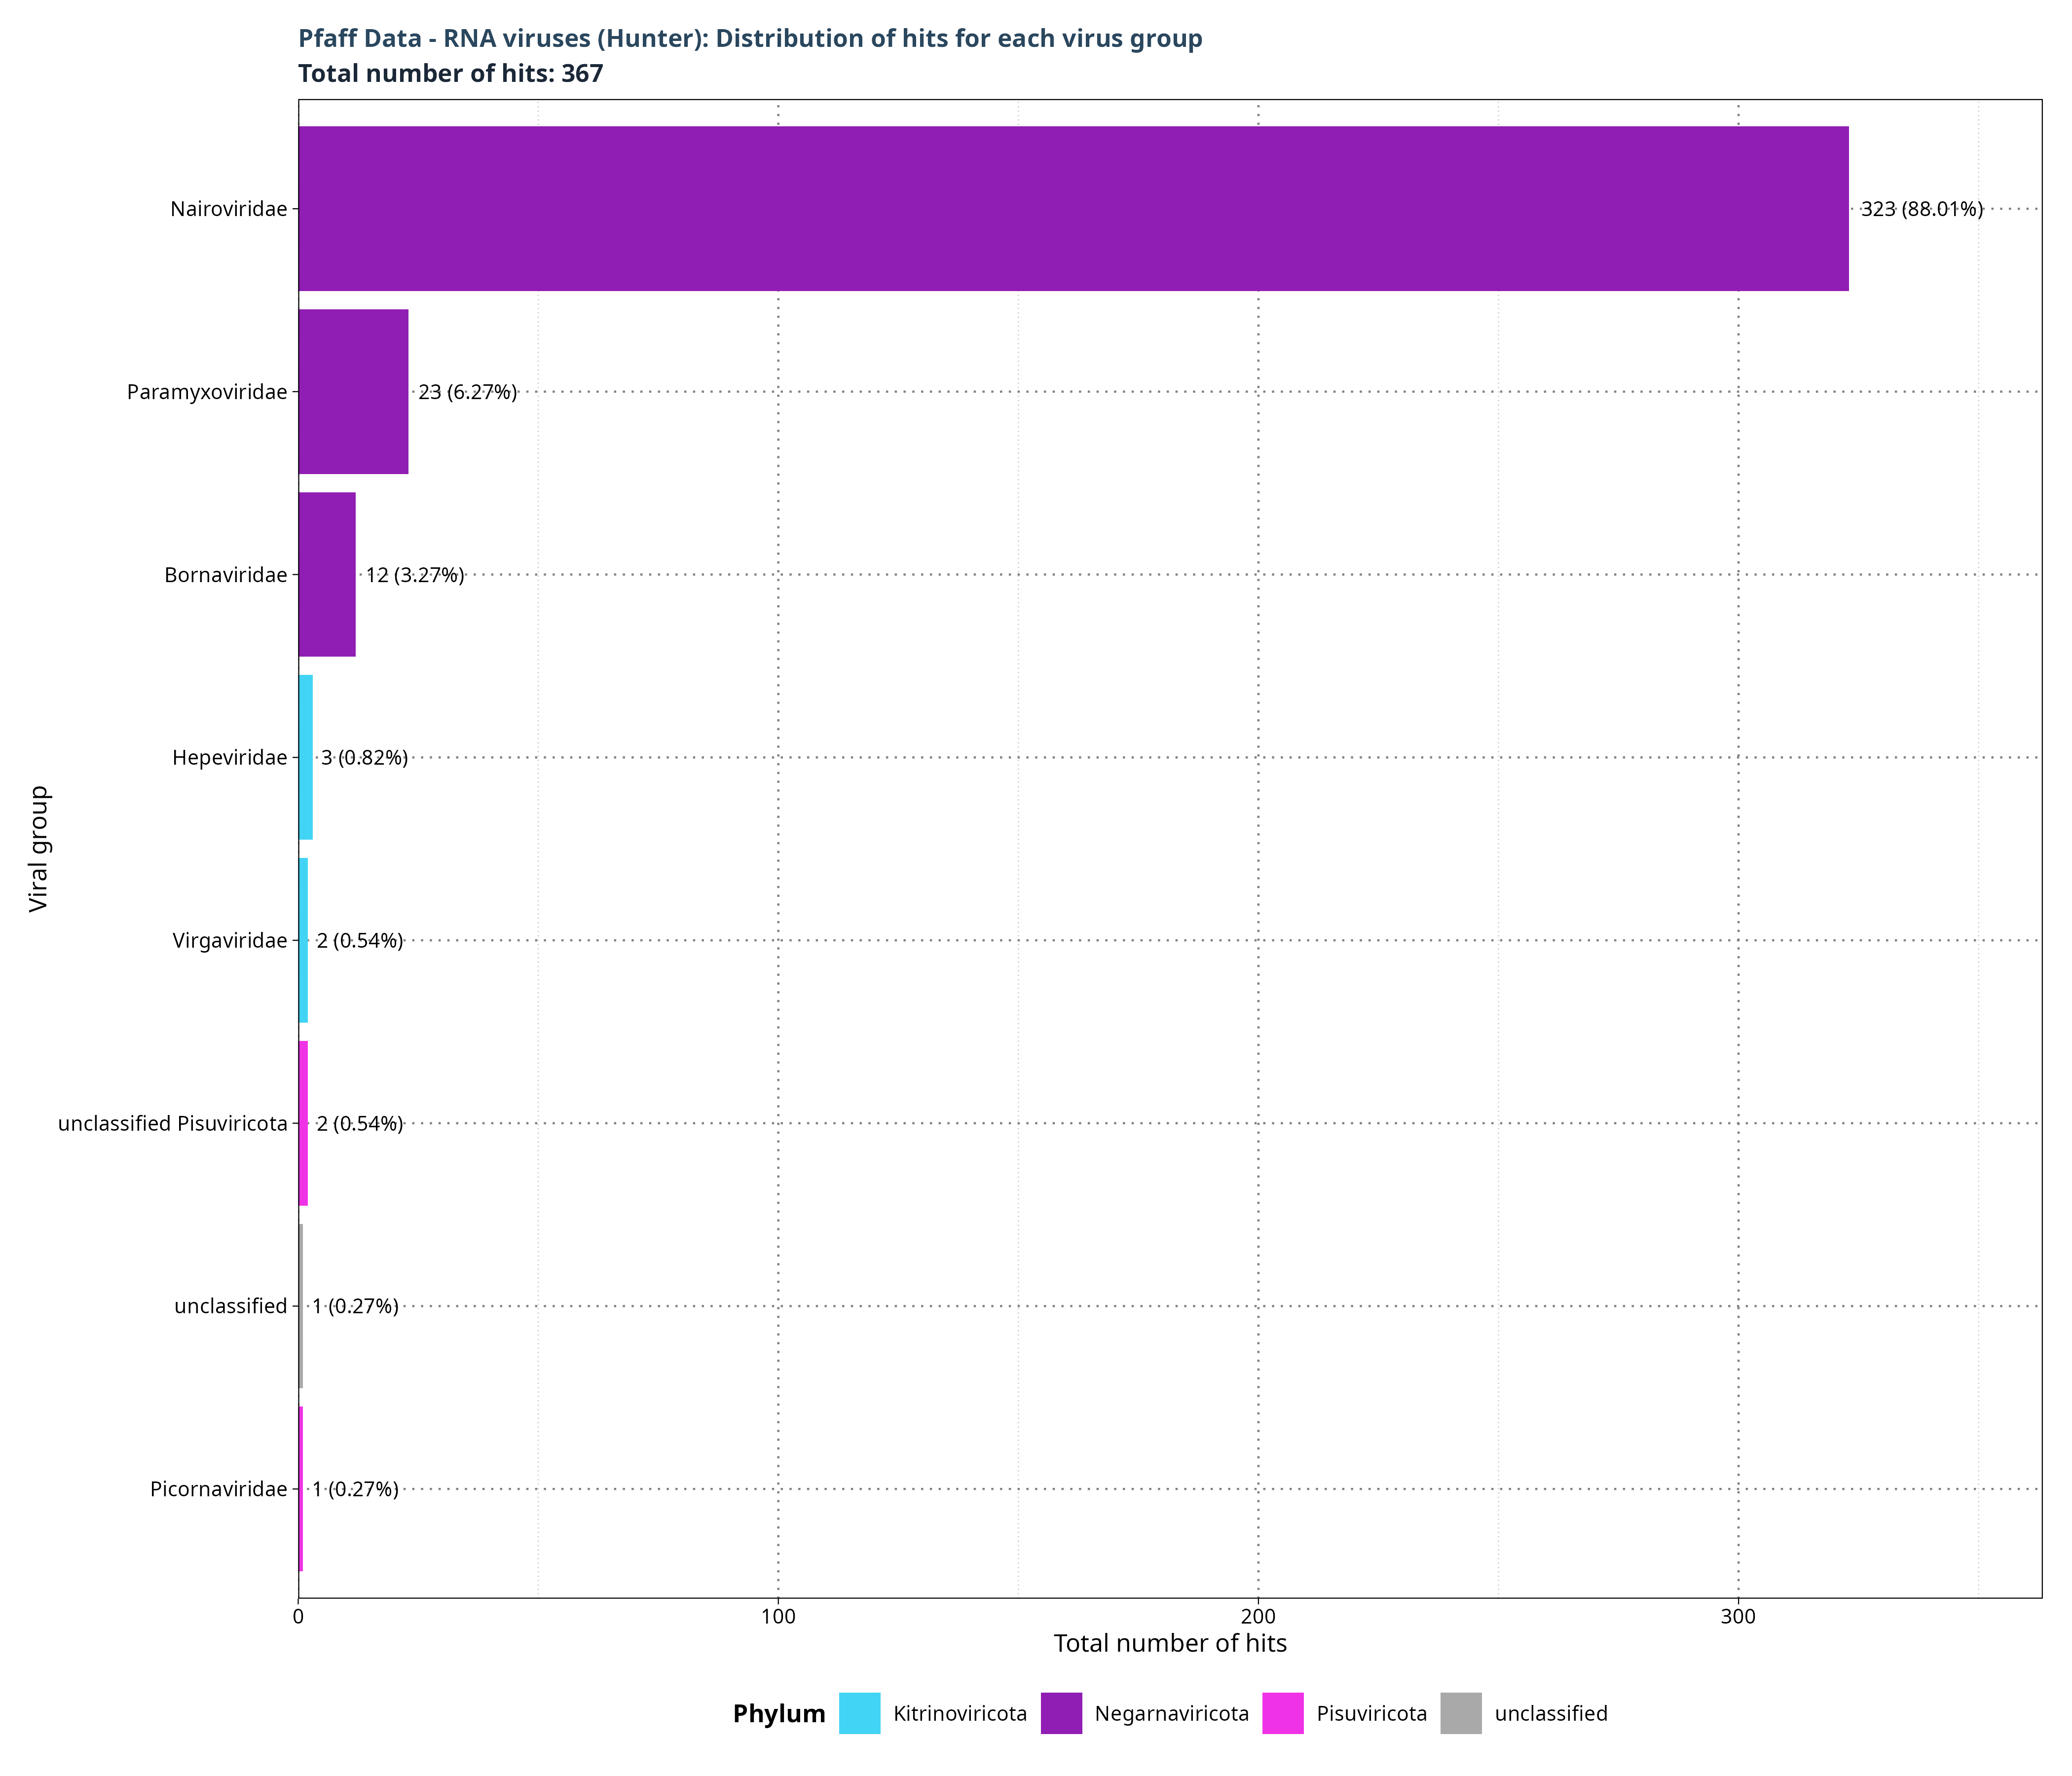 Pfaff Data - RNA viruses (Hunter): Distribution of hits for each virus group
Total number of hits: 367
Viral group
Nairoviridae
323 (88.01%)
Paramyxoviridae
23 (6.27%)
Bornaviridae
12 (3.27%)
Hepeviridae
3 (0.82%)
Virgaviridae
2 (0.54%)
unclassified Pisuviricota
2 (0.54%)
unclassified
1 (0.27%)
Picornaviridae
1 (0.27%)
0 100 200 300
Total number of hits
Phylum Kitrinoviricota Negarnaviricota Pisuviricota unclassified